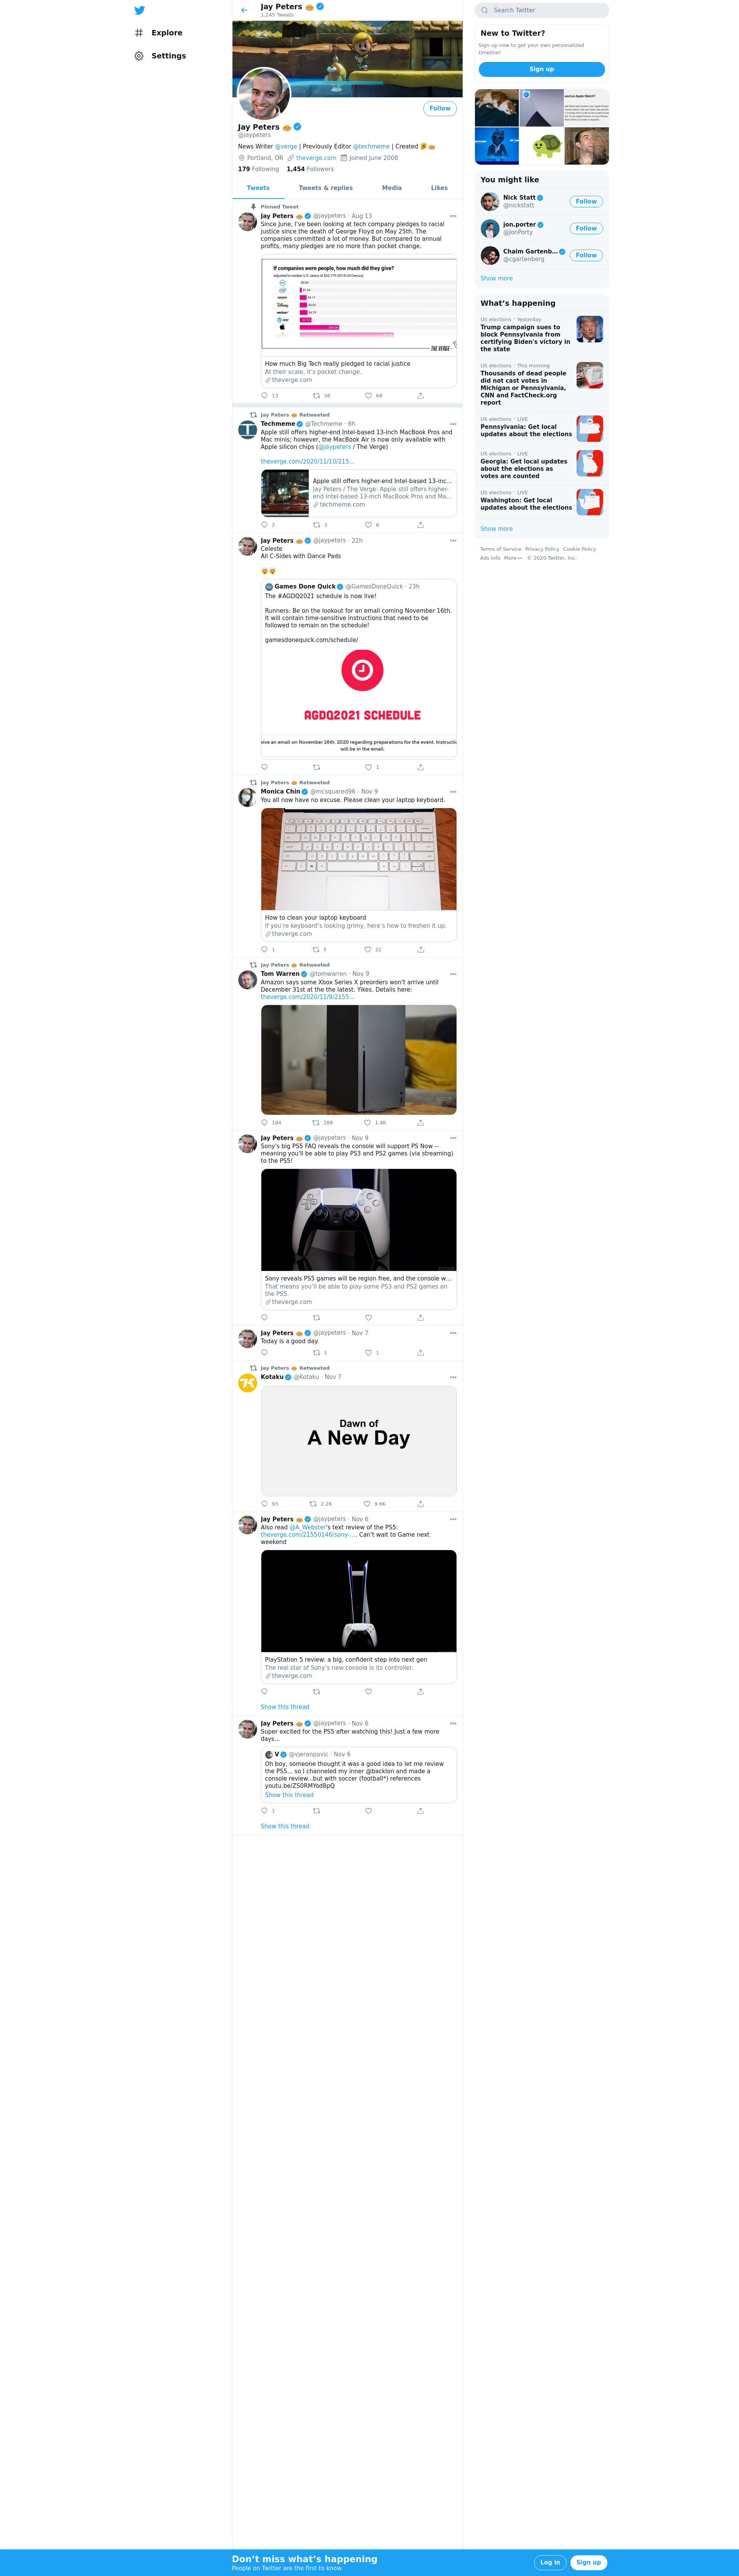 Explore
Settings
Jay Peters
1,245 Tweets
Follow
Jay Peters
@jaypeters
News Writer @verge | Previously Editor @techmeme | Created
Portland, OR theverge.com Joined June 2008
179 Following 1,454 Followers
Tweets Tweets & replies Media Likes
Pinned Tweet
Jay Peters @jaypeters · Aug 13
Since June, I've been looking at tech company pledges to racial
justice since the death of George Floyd on May 25th. The
companies committed a lot of money. But compared to annual
profits, many pledges are no more than pocket change.
If companies were people, how much did they give?
THE VERGE
How much Big Tech really pledged to racial justice
At their scale, it's pocket change.
theverge.com
13 36 68
Jay Peters Retweeted
Techmeme @Techmeme · 6h
Apple still offers higher-end Intel-based 13-inch MacBook Pros and
Mac minis; however, the MacBook Air is now only available with
Apple silicon chips (@jaypeters / The Verge)
theverge.com/2020/11/10/215…
Apple still offers higher-end Intel-based 13-inc…
Jay Peters / The Verge: Apple still offers higher-
end Intel-based 13-inch MacBook Pros and Ma…
techmeme.com
2 3 6
Jay Peters @jaypeters · 22h
Celeste
All C-Sides with Dance Pads
Games Done Quick @GamesDoneQuick · 23h
The #AGDQ2021 schedule is now live!
Runners: Be on the lookout for an email coming November 16th.
It will contain time-sensitive instructions that need to be
followed to remain on the schedule!
gamesdonequick.com/schedule/
AGDQ2021 SCHEDULE
ive an email on November 16th, 2020 regarding preparations for the event. Instructio
will be in the email.
1
Jay Peters Retweeted
Monica Chin @mcsquared96 · Nov 9
You all now have no excuse. Please clean your laptop keyboard.
How to clean your laptop keyboard
If you're keyboard's looking grimy, here's how to freshen it up.
theverge.com
1 5 21
Jay Peters Retweeted
Tom Warren @tomwarren · Nov 9
Amazon says some Xbox Series X preorders won't arrive until
December 31st at the the latest. Yikes. Details here:
theverge.com/2020/11/9/2155…
184 288 1.4K
Jay Peters @jaypeters · Nov 9
Sony's big PS5 FAQ reveals the console will support PS Now --
meaning you'll be able to play PS3 and PS2 games (via streaming)
to the PS5!
Sony reveals PS5 games will be region free, and the console w…
That means you'll be able to play some PS3 and PS2 games on
the PS5.
theverge.com
Jay Peters @jaypeters · Nov 7
Today is a good day.
1 1
Jay Peters Retweeted
Kotaku @Kotaku · Nov 7
Dawn of
A New Day
93 2.2K 9.6K
Jay Peters @jaypeters · Nov 6
Also read @A_Webster's text review of the PS5:
theverge.com/21550146/sony-…. Can't wait to Game next
weekend
PlayStation 5 review: a big, confident step into next gen
The real star of Sony's new console is its controller.
theverge.com
Show this thread
Jay Peters @jaypeters · Nov 6
Super excited for the PS5 after watching this! Just a few more
days...
V @vjeranpavic · Nov 6
Oh boy, someone thought it was a good idea to let me review
the PS5... so I channeled my inner @backlon and made a
console review...but with soccer (football*) references
youtu.be/ZS0RMYod8pQ
Show this thread
1
Show this thread
Search Twitter
New to Twitter?
Sign up now to get your own personalized
timeline!
Sign up
You might like
Nick Statt
@nickstatt
Follow
jon.porter
@JonPorty
Follow
Chaim Gartenb…
@cgartenberg
Follow
Show more
What's happening
US elections · Yesterday
Trump campaign sues to
block Pennsylvania from
certifying Biden's victory in
the state
US elections · This morning
Thousands of dead people
did not cast votes in
Michigan or Pennsylvania,
CNN and FactCheck.org
report
US elections · LIVE
Pennsylvania: Get local
updates about the elections
US elections · LIVE
Georgia: Get local updates
about the elections as
votes are counted
US elections · LIVE
Washington: Get local
updates about the elections
Show more
Terms of Service Privacy Policy Cookie Policy
Ads info More © 2020 Twitter, Inc.
Don't miss what's happening
People on Twitter are the first to know.
Log in Sign up